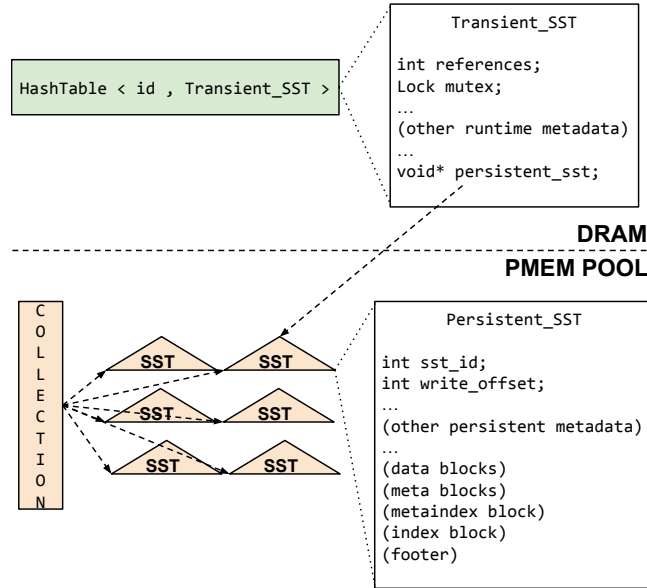 Transient_SST
int references;
Lock mutex;
…
(other runtime metadata)
…
void* persistent_sst;
HashTable < id , Transient_SST >
DRAM
PMEM POOL
COLLECTION
SST
SST
SST
SST
SST
SST
Persistent_SST
int sst_id;
int write_offset;
…
(other persistent metadata)
…
(data blocks)
(meta blocks)
(metaindex block)
(index block)
(footer)